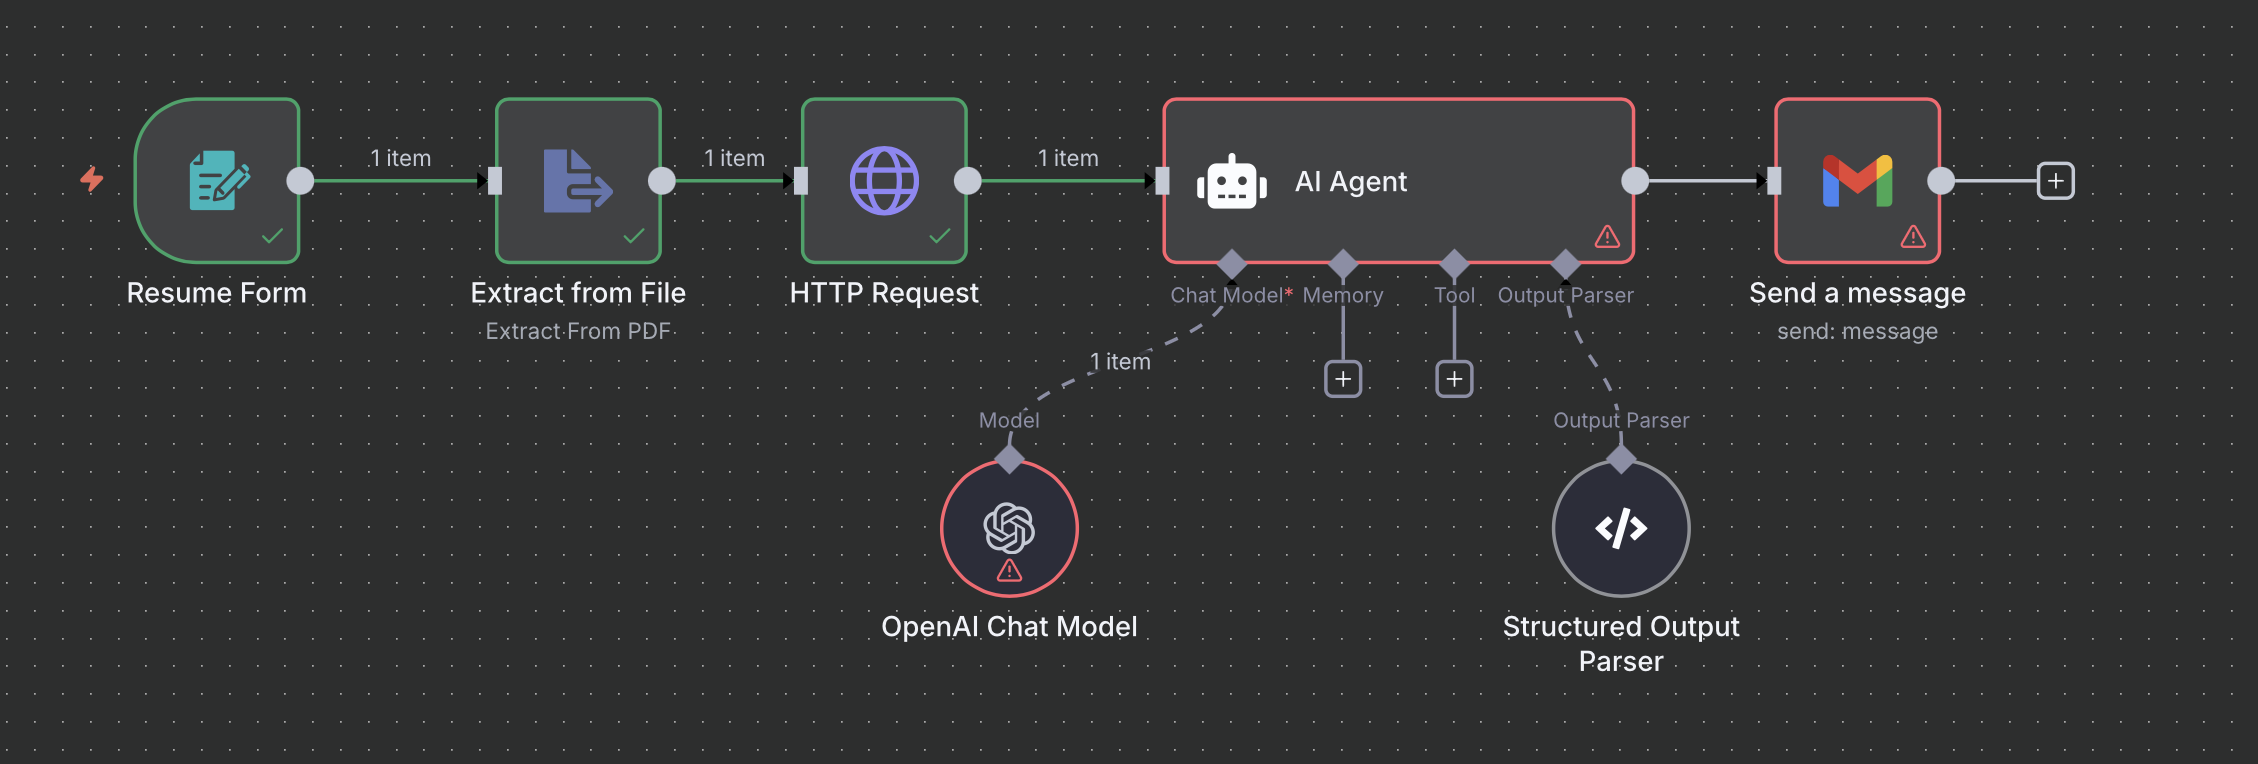 1 item
1 item
1 item
AI Agent
Resume Form
Extract from File
Extract From PDF
HTTP Request
Chat Model*
Memory
Tool
Output Parser
Send a message
send: message
1 item
Model
Output Parser
OpenAI Chat Model
Structured Output
Parser